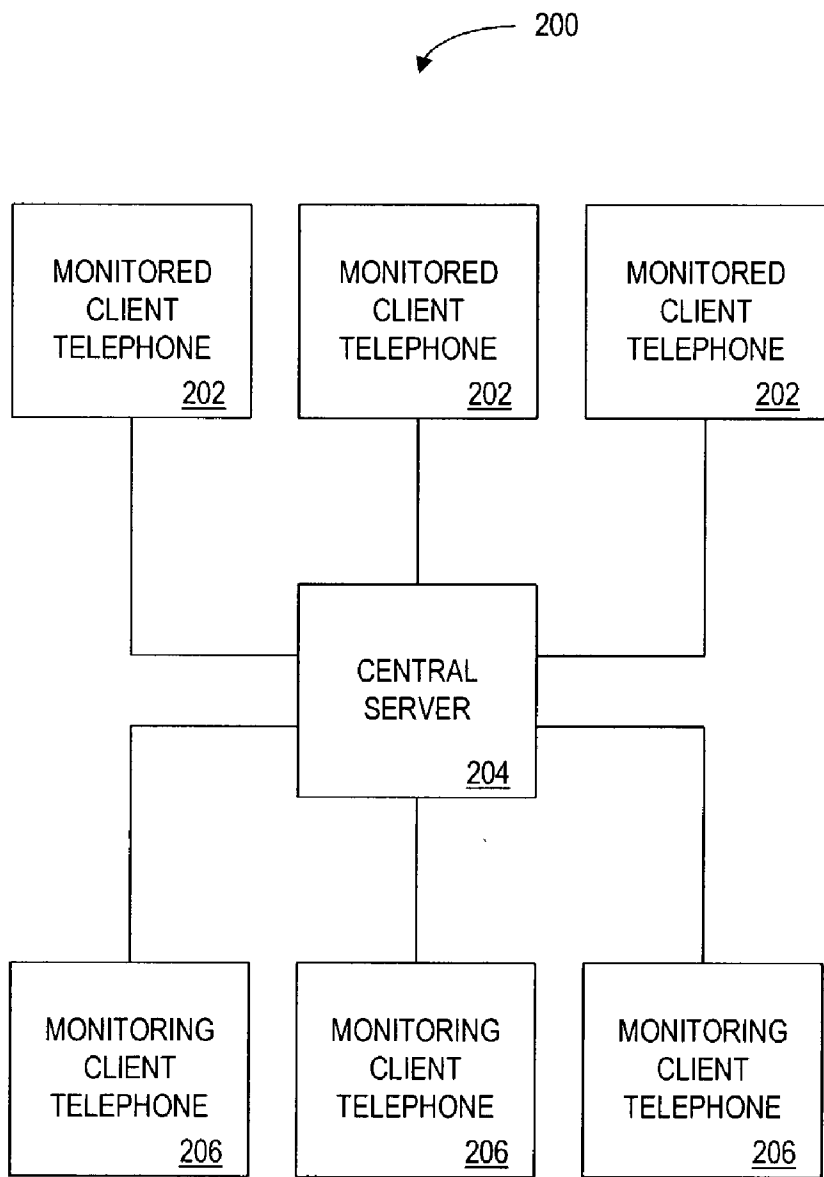 200
MONITORED
CLIENT
TELEPHONE
202
MONITORED
CLIENT
TELEPHONE
202
MONITORED
CLIENT
TELEPHONE
202
CENTRAL
SERVER
204
MONITORING
CLIENT
TELEPHONE
206
MONITORING
CLIENT
TELEPHONE
206
MONITORING
CLIENT
TELEPHONE
206